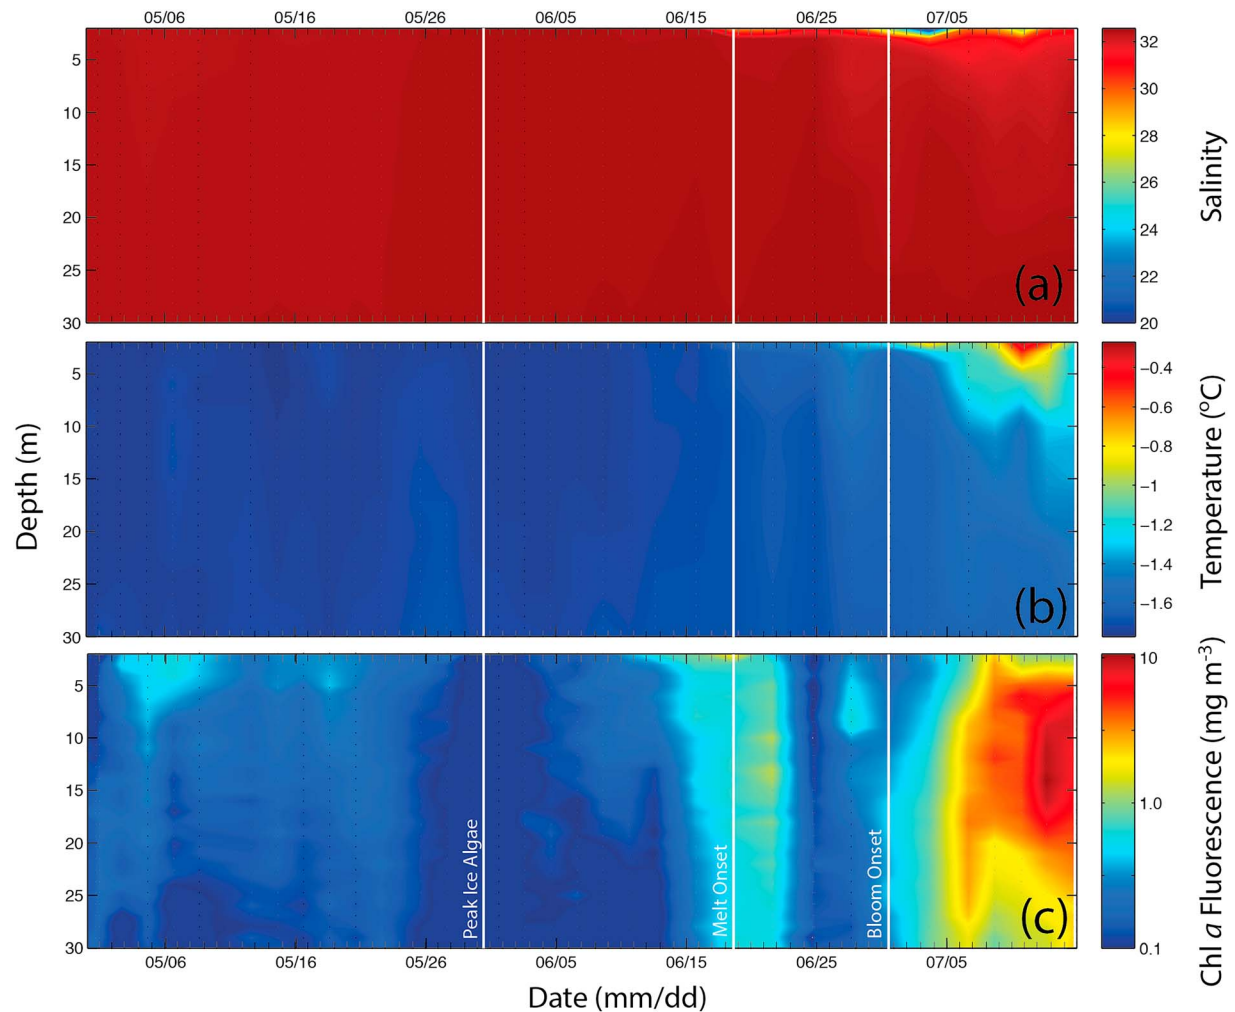 05/06 05/16 05/26 06/05 06/15 06/25 07/05
5
10
15
20
25
30
(a)
32
30
28
26
24
22
20
Salinity
5
10
15
20
25
30
(b)
−0.4
−0.6
−0.8
−1
−1.2
−1.4
−1.6
Temperature (°C)
Depth (m)
5
10
15
20
25
30
Peak Ice Algae
Melt Onset
Bloom Onset
(c)
10
1.0
0.1
Chl a Fluorescence (mg m-3)
05/06 05/16 05/26 06/05 06/15 06/25 07/05
Date (mm/dd)